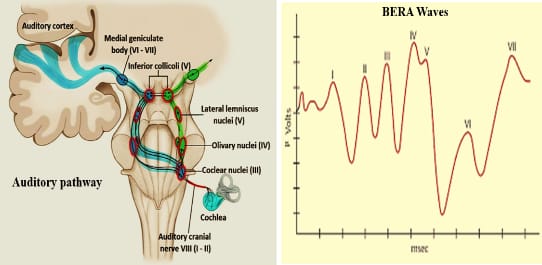 Auditory cortex
Medial geniculate
body (VI - VII)
Inferior collicoli (V)
Lateral lemniscus
nuclei (V)
Olivary nuclei (IV)
Coclear nuclei (III)
Auditory pathway
Cochlea
Auditory cranial
nerve VIII (I - II)
BERA Waves
I
II
III
IV
V
VI
VII
µ Volts
msec